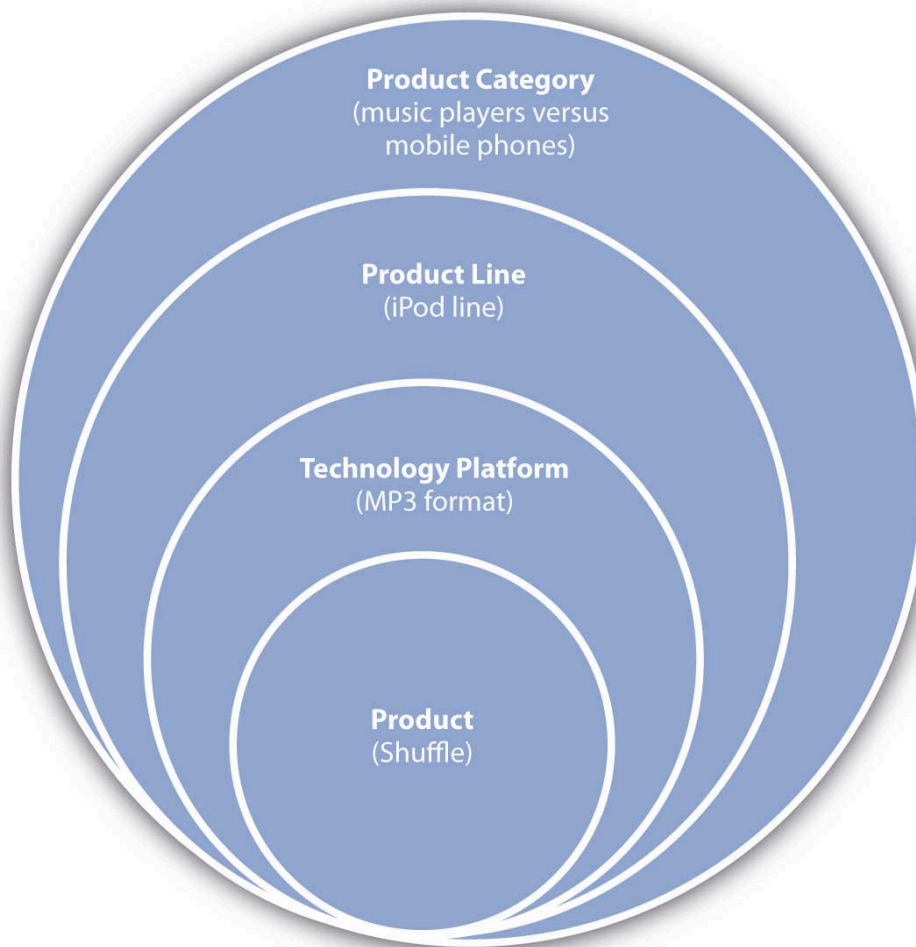 Product Category
(music players versus
mobile phones)
Product Line
(iPod line)
Technology Platform
(MP3 format)
Product
(Shuffle)